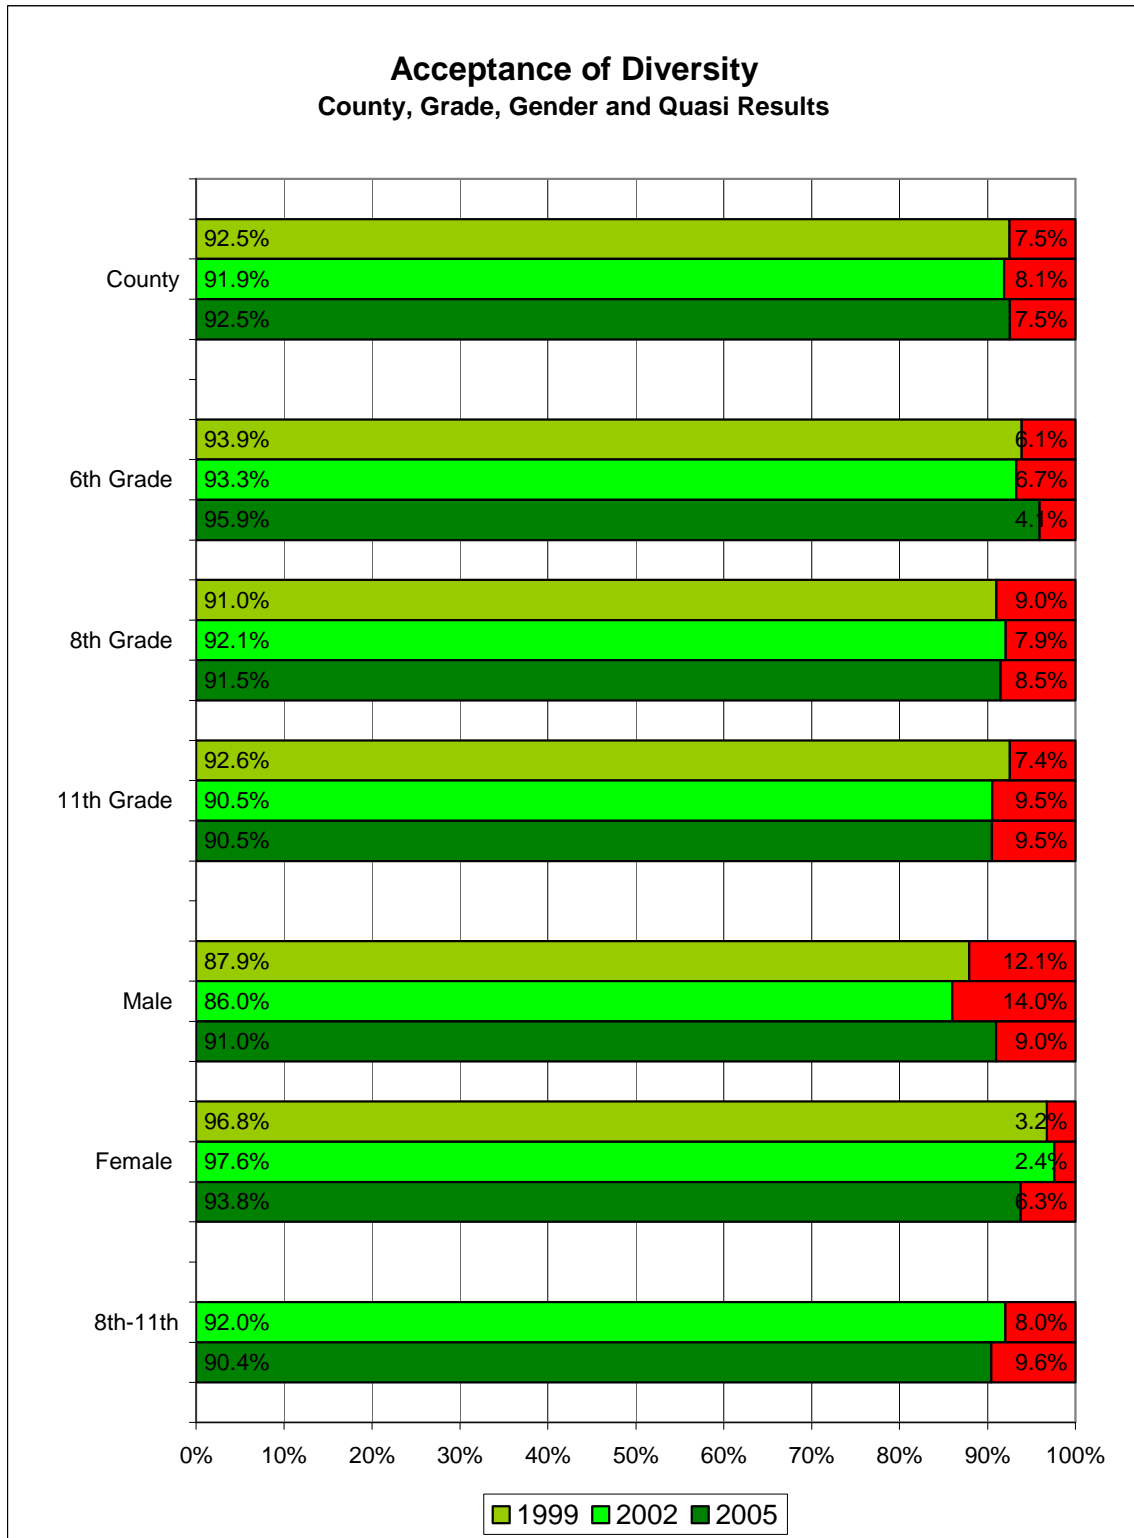 Acceptance of Diversity
County, Grade, Gender and Quasi Results
92.5% 7.5%
County 91.9% 8.1%
92.5% 7.5%
93.9% 6.1%
6th Grade 93.3% 6.7%
95.9% 4.1%
91.0% 9.0%
8th Grade 92.1% 7.9%
91.5% 8.5%
92.6% 7.4%
11th Grade 90.5% 9.5%
90.5% 9.5%
87.9% 12.1%
Male 86.0% 14.0%
91.0% 9.0%
96.8% 3.2%
Female 97.6% 2.4%
93.8% 6.3%
8th-11th 92.0% 8.0%
90.4% 9.6%
0% 10% 20% 30% 40% 50% 60% 70% 80% 90% 100%
1999 2002 2005